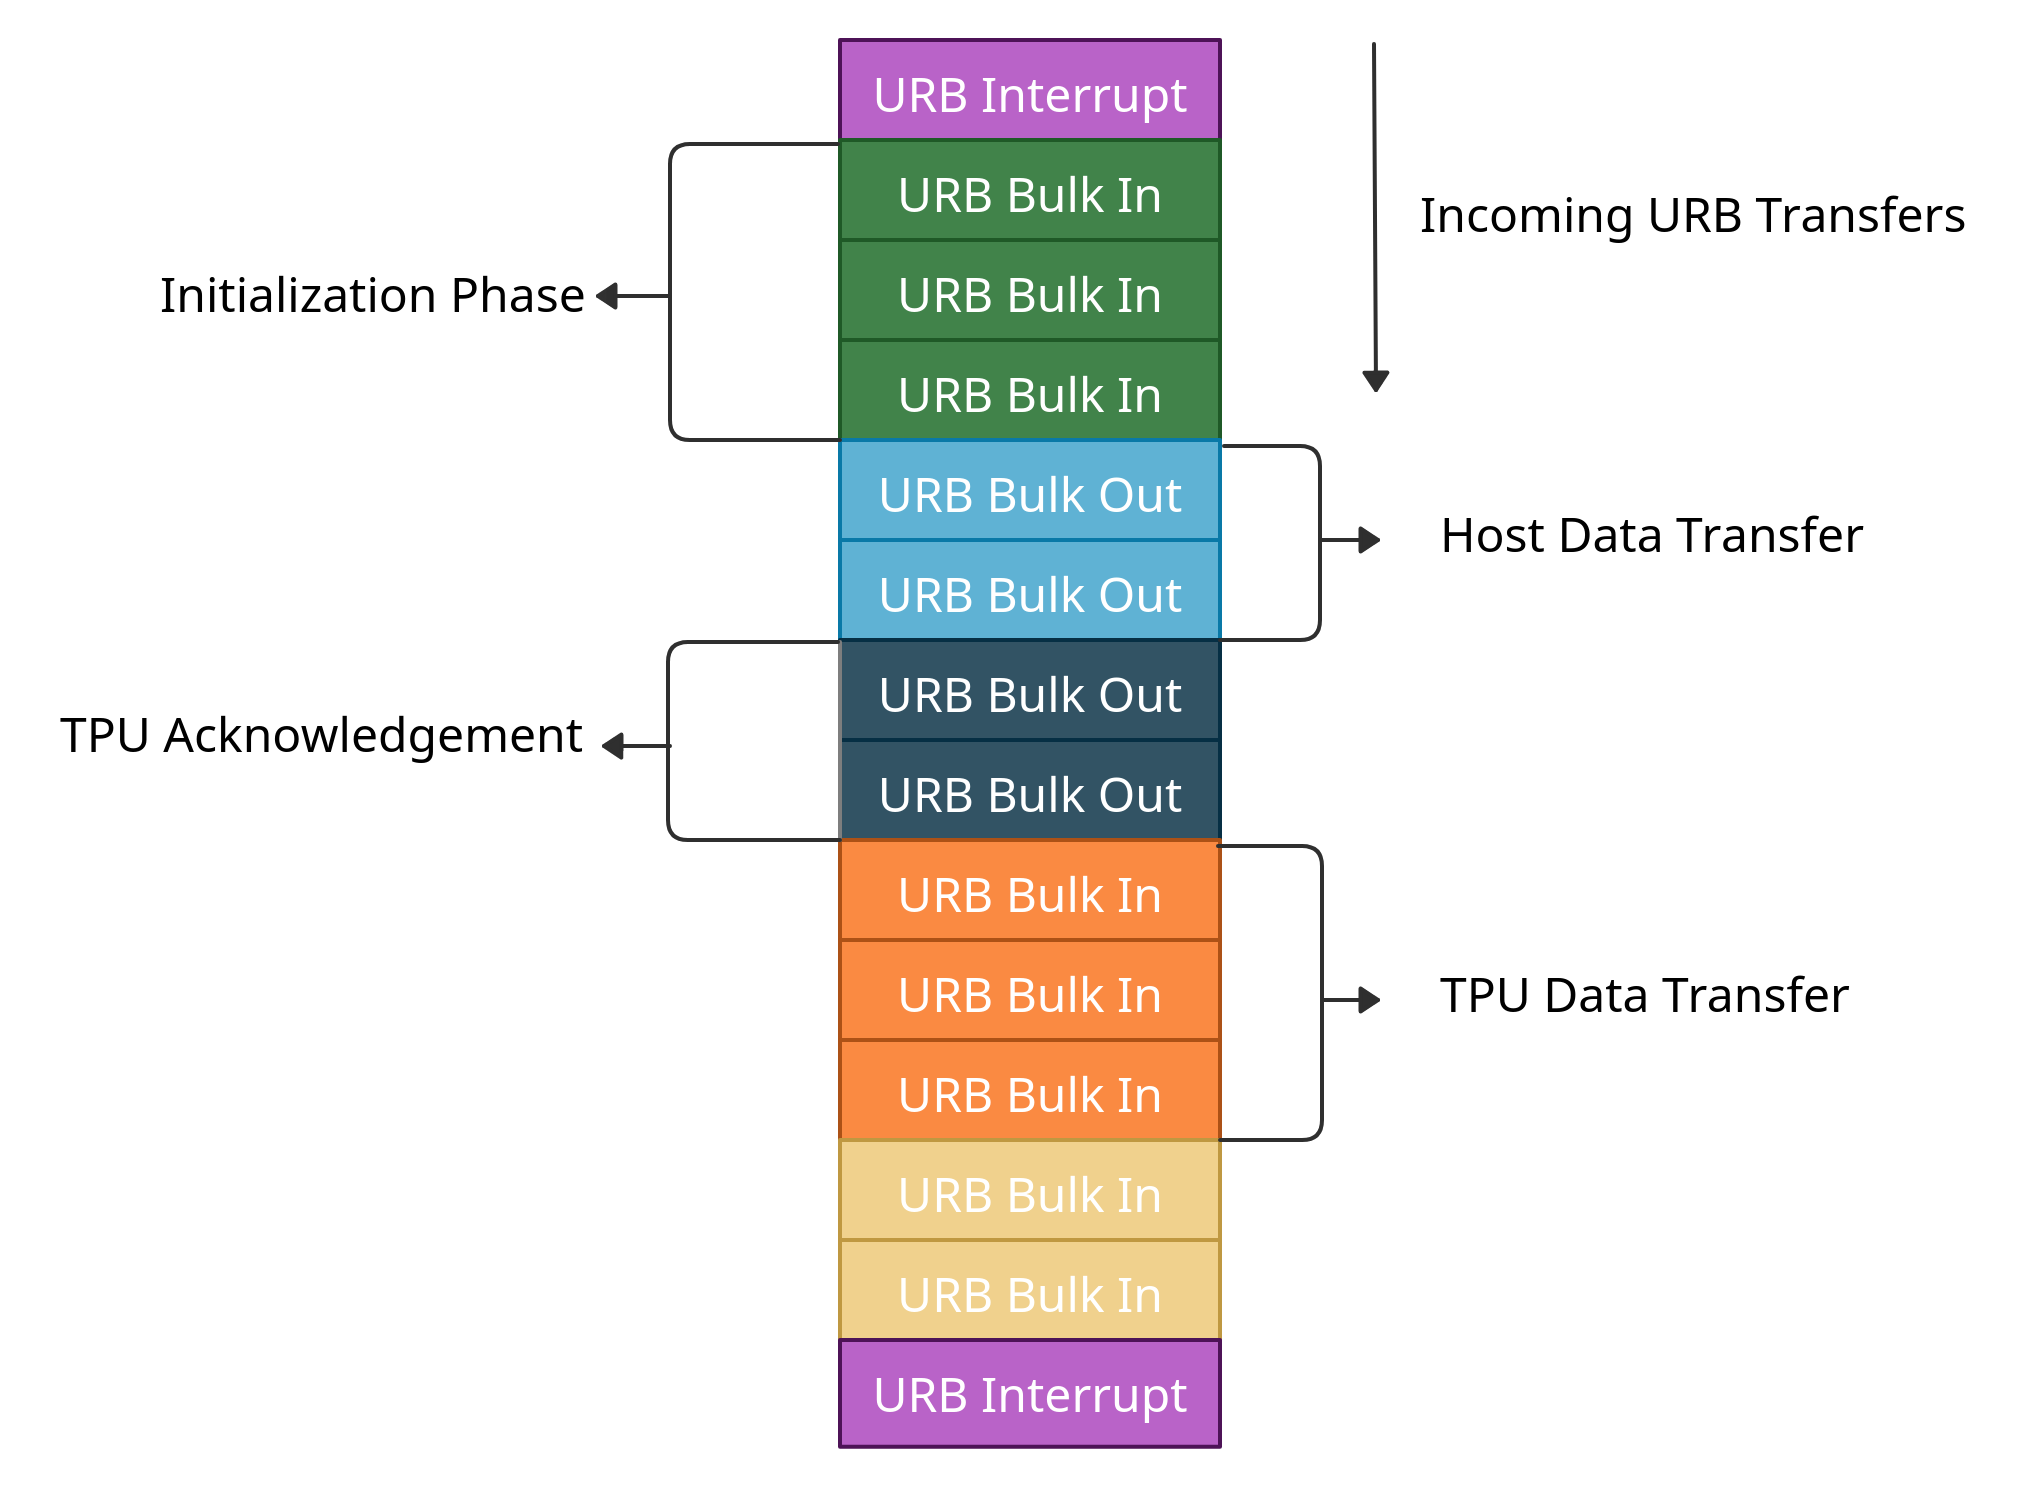 URB Interrupt
URB Bulk In
Incoming URB Transfers
Initialization Phase
URB Bulk In
URB Bulk In
URB Bulk Out
Host Data Transfer
URB Bulk Out
URB Bulk Out
TPU Acknowledgement
URB Bulk Out
URB Bulk In
URB Bulk In
TPU Data Transfer
URB Bulk In
URB Bulk In
URB Bulk In
URB Interrupt